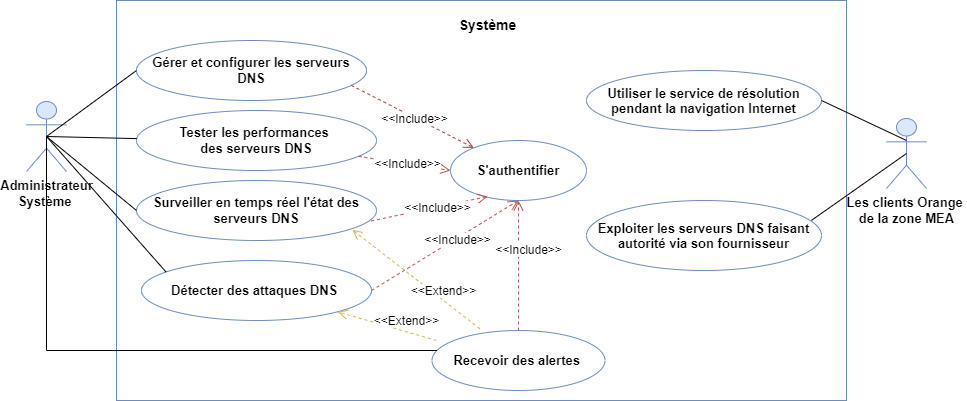 Système
Gérer et configurer les serveurs
DNS
<<Include>>
Tester les performances
des serveurs DNS
<<Include>>
S'authentifier
Administrateur
Système
Surveiller en temps réel l'état des
serveurs DNS
<<Include>>
<<Include>>
<<Include>>
Détecter des attaques DNS
<<Extend>>
<<Extend>>
Recevoir des alertes
Utiliser le service de résolution
pendant la navigation Internet
Les clients Orange
de la zone MEA
Exploiter les serveurs DNS faisant
autorité via son fournisseur